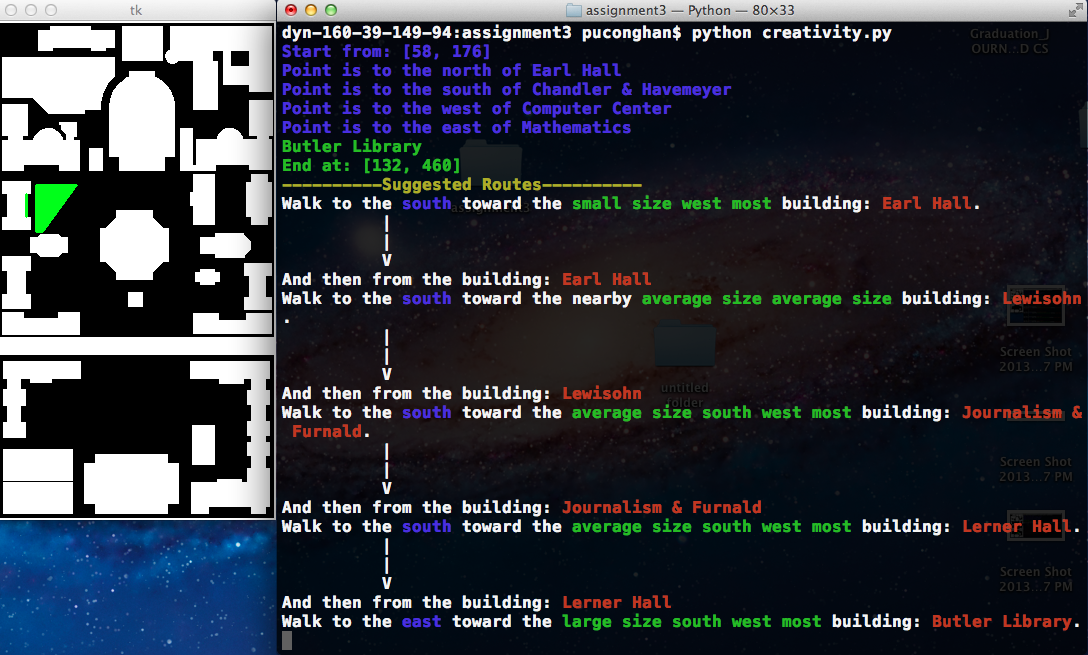 tk
assignment3 — Python — 80×33
dyn-160-39-149-94:assignment3 puconghan$ python creativity.py
Graduation_J
OURN...D CS
Start from: [58, 176]
Point is to the north of Earl Hall
Point is to the south of Chandler & Havemeyer
Point is to the west of Computer Center
Point is to the east of Mathematics
Butler Library
End at: [132, 460]
----------Suggested Routes----------
Walk to the south toward the small size west most building: Earl Hall.
assignment3
|
|
V
And then from the building: Earl Hall
Walk to the south toward the nearby average size average size building: Lewisohn
.
|
|
V
Screen Shot
2013...7 PM
untitled
folder
And then from the building: Lewisohn
Walk to the south toward the average size south west most building: Journalism &
Furnald.
|
|
V
Screen Shot
2013...7 PM
And then from the building: Journalism & Furnald
Walk to the south toward the average size south west most building: Lerner Hall.
|
|
V
Screen Shot
2013...7 PM
And then from the building: Lerner Hall
Walk to the east toward the large size south west most building: Butler Library.